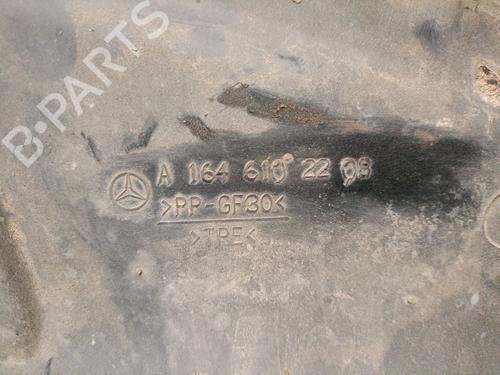 B-PARTS
A 164 610 22 08
>PP-GF30<
>TPE<